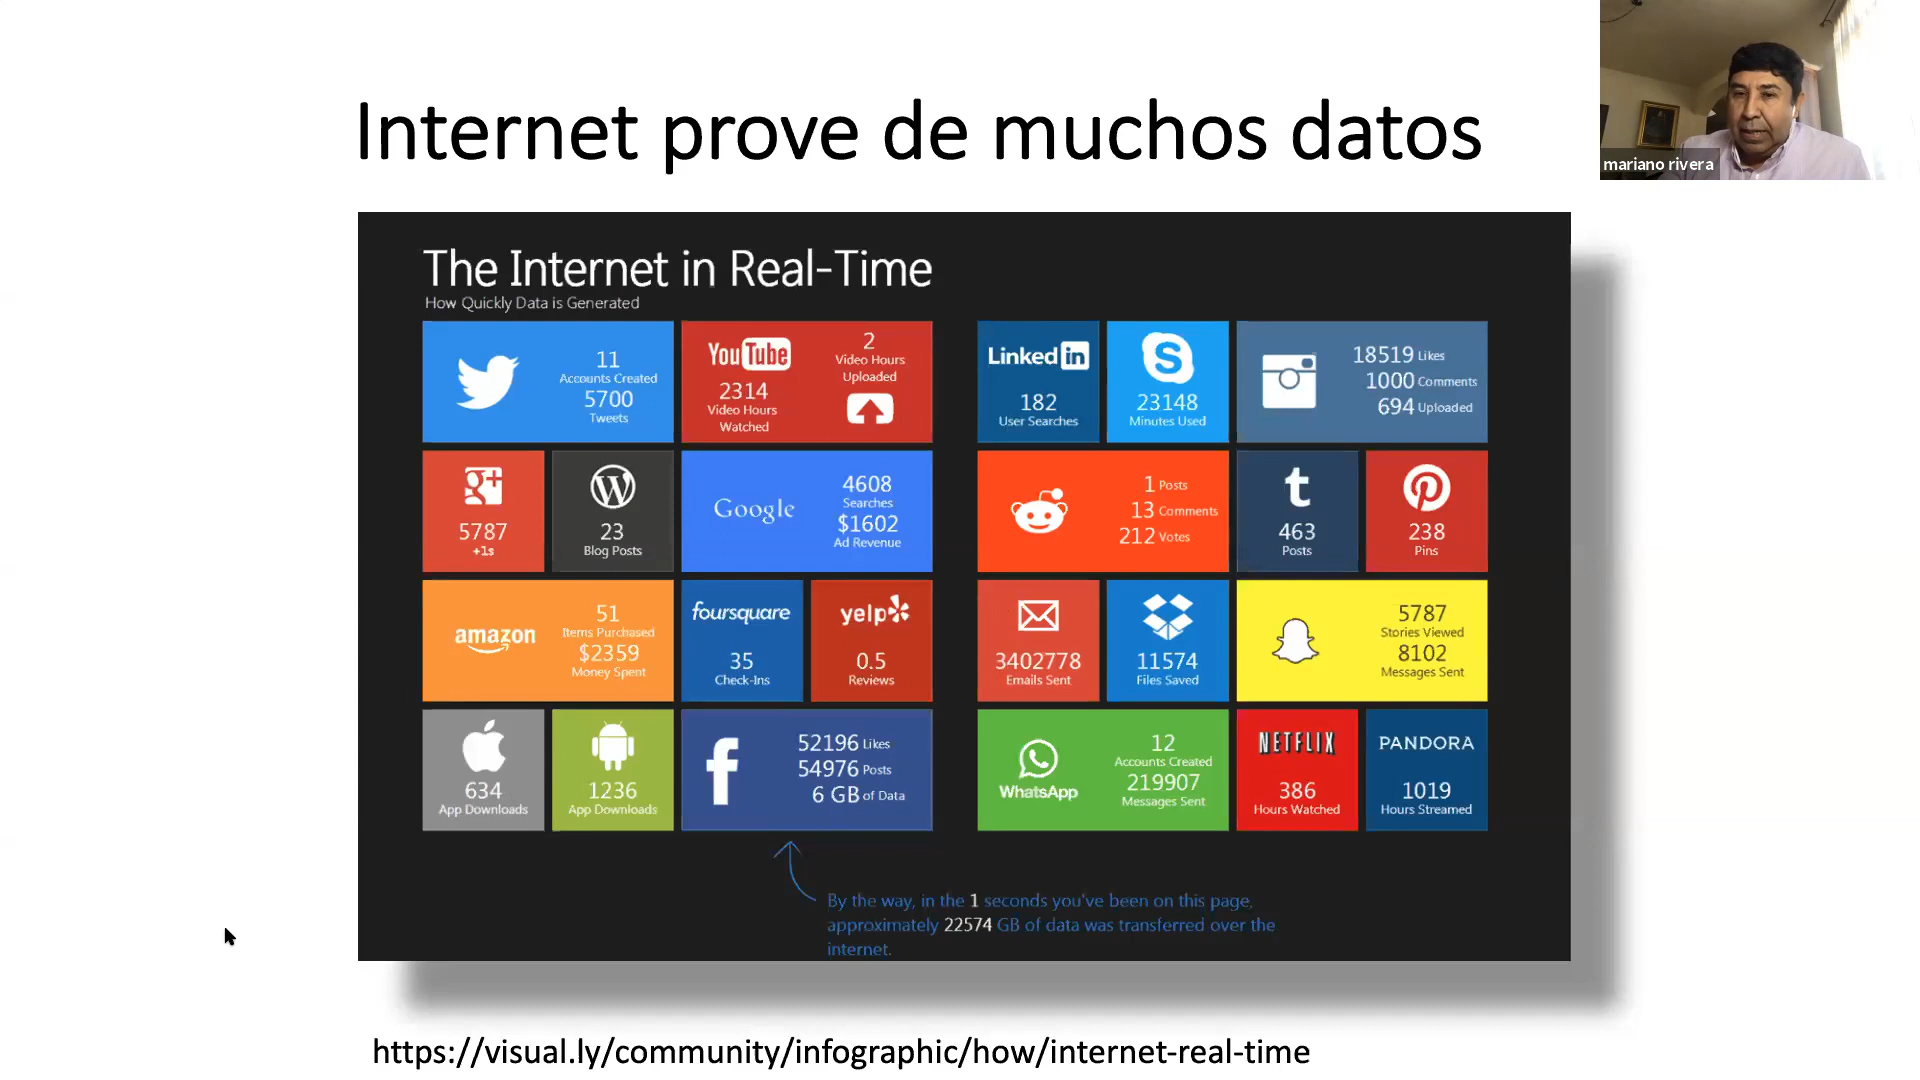 Internet prove de muchos datos
mariano rivera
The Internet in Real-Time
How Quickly Data is Generated
11
Accounts Created
5700
Tweets
YouTube
2314
Video Hours
Watched
2
Video Hours
Uploaded
Linked in
182
User Searches
S
23148
Minutes Used
18519 Likes
1000 Comments
694 Uploaded
g+
5787
+1s
W
23
Blog Posts
Google
4608
Searches
$1602
Ad Revenue
1 Posts
13 Comments
212 Votes
t
463
Posts
P
238
Pins
amazon
51
Items Purchased
$2359
Money Spent
foursquare
35
Check-Ins
yelp
0.5
Reviews
3402778
Emails Sent
11574
Files Saved
5787
Stories Viewed
8102
Messages Sent
634
App Downloads
1236
App Downloads
f
52196 Likes
54976 Posts
6 GB of Data
WhatsApp
12
Accounts Created
219907
Messages Sent
NETFLIX
386
Hours Watched
PANDORA
1019
Hours Streamed
By the way, in the 1 seconds you've been on this page,
approximately 22574 GB of data was transferred over the
internet.
https://visual.ly/community/infographic/how/internet-real-time